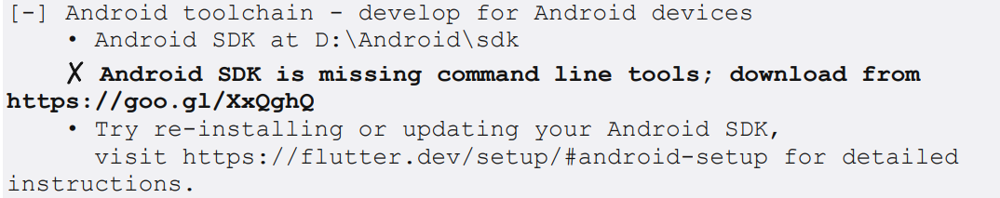 [-] Android toolchain - develop for Android devices
• Android SDK at D:\Android\sdk
✗ Android SDK is missing command line tools; download from
https://goo.gl/XxQghQ
• Try re-installing or updating your Android SDK,
visit https://flutter.dev/setup/#android-setup for detailed
instructions.